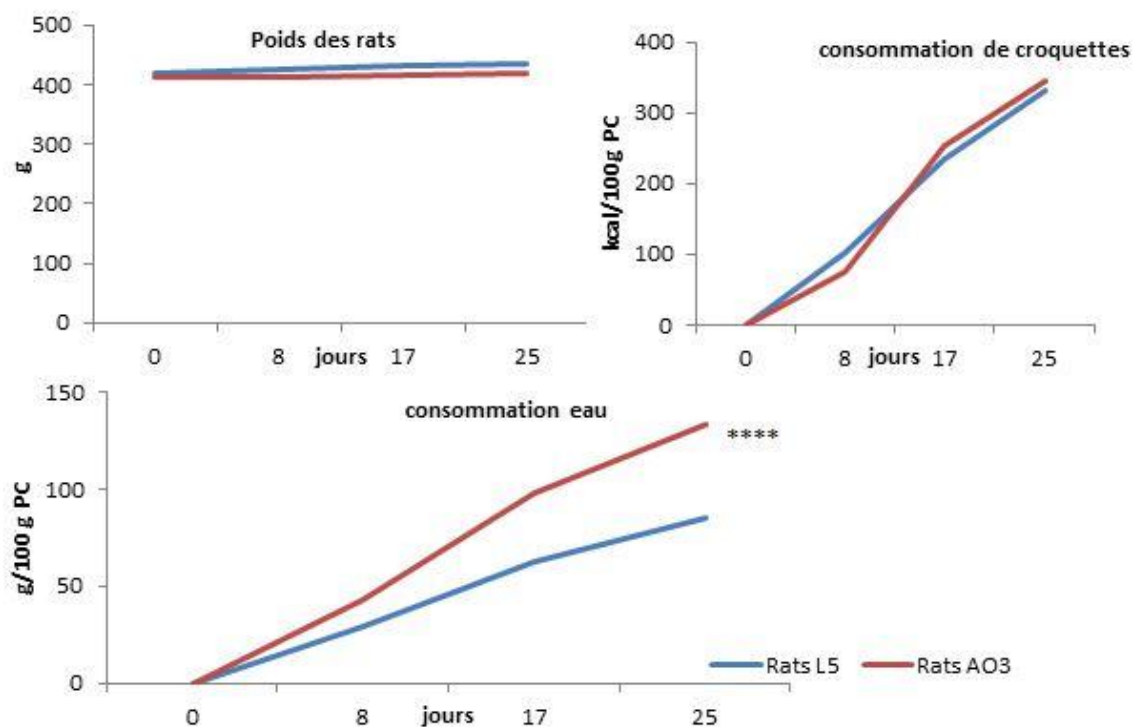 Poids des rats
500
400
300
200
100
0
g
0 8 jours 17 25
consommation de croquettes
400
300
200
100
0
kcal/100g PC
0 8 jours 17 25
consommation eau
150
100
50
0
g/100 g PC
****
0 8 jours 17 25
Rats L5 Rats AO3